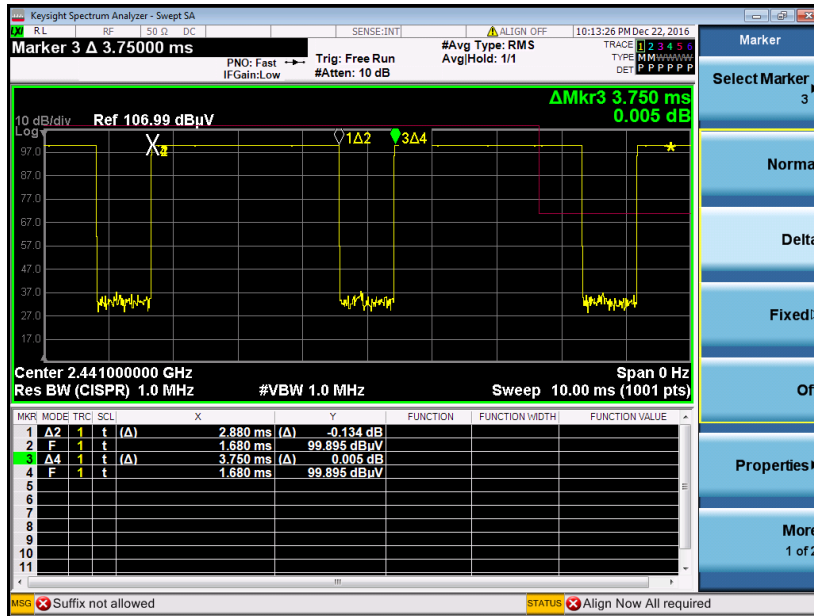 Keysight Spectrum Analyzer - Swept SA
LXI RL RF 50 Ω DC SENSE:INT ALIGN OFF 10:13:26 PM Dec 22, 2016
Marker 3 Δ 3.75000 ms
PNO: Fast
IFGain:Low
Trig: Free Run
#Atten: 10 dB
#Avg Type: RMS
Avg|Hold: 1/1
TRACE 1 2 3 4 5 6
TYPE M M W W W W
DET P P P P P P
Marker
Select Marker
3
ΔMkr3 3.750 ms
0.005 dB
10 dB/div Ref 106.99 dBµV
Log
97.0
87.0
77.0
67.0
57.0
47.0
37.0
27.0
17.0
1Δ2
3Δ4
Center 2.441000000 GHz Span 0 Hz
Res BW (CISPR) 1.0 MHz #VBW 1.0 MHz Sweep 10.00 ms (1001 pts)
MKR MODE TRC SCL X Y FUNCTION FUNCTION WIDTH FUNCTION VALUE
1 Δ2 1 t (Δ) 2.880 ms (Δ) -0.134 dB
2 F 1 t 1.680 ms 99.895 dBµV
3 Δ4 1 t (Δ) 3.750 ms (Δ) 0.005 dB
4 F 1 t 1.680 ms 99.895 dBµV
5
6
7
8
9
10
11
Norma
Delta
Fixed
Of
Properties
More
1 of 2
MSG Suffix not allowed STATUS Align Now All required